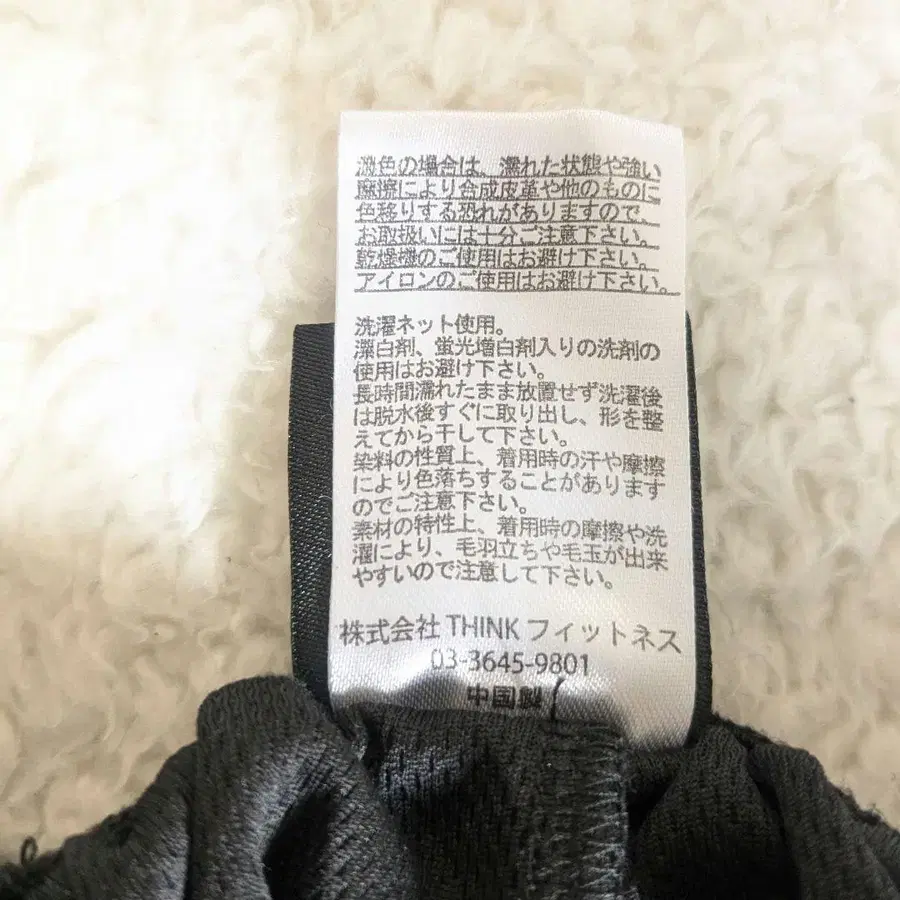 濃色の場合は、濡れた状態や強い
摩擦により合成皮革や他のものに
色移りする恐れがありますので、
お取扱いには十分ご注意下さい。
乾燥機のご使用はお避け下さい。
アイロンのご使用はお避け下さい。
洗濯ネット使用。
漂白剤、蛍光増白剤入りの洗剤の
使用はお避け下さい。
長時間濡れたまま放置せず洗濯後
は脱水後すぐに取り出し、形を整
えてから干して下さい。
染料の性質上、着用時の汗や摩擦
により色落ちすることがあります
のでご注意下さい。
素材の特性上、着用時の摩擦や洗
濯により、毛羽立ちや毛玉が出来
やすいので注意して下さい。
株式会社 THINK フィットネス
03-3645-9801
中国製